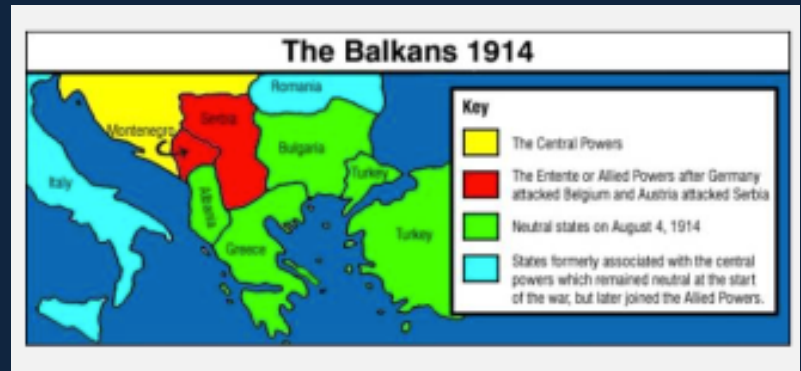 The Balkans 1914
Romania
Serbia
Montenegro
Bulgaria
Italy
Turkey
Albania
Greece
Turkey
Key
The Central Powers
The Entente or Allied Powers after Germany
attacked Belgium and Austria attacked Serbia
Neutral states on August 4, 1914
States formerly associated with the central
powers which remained neutral at the start
of the war, but later joined the Allied Powers.